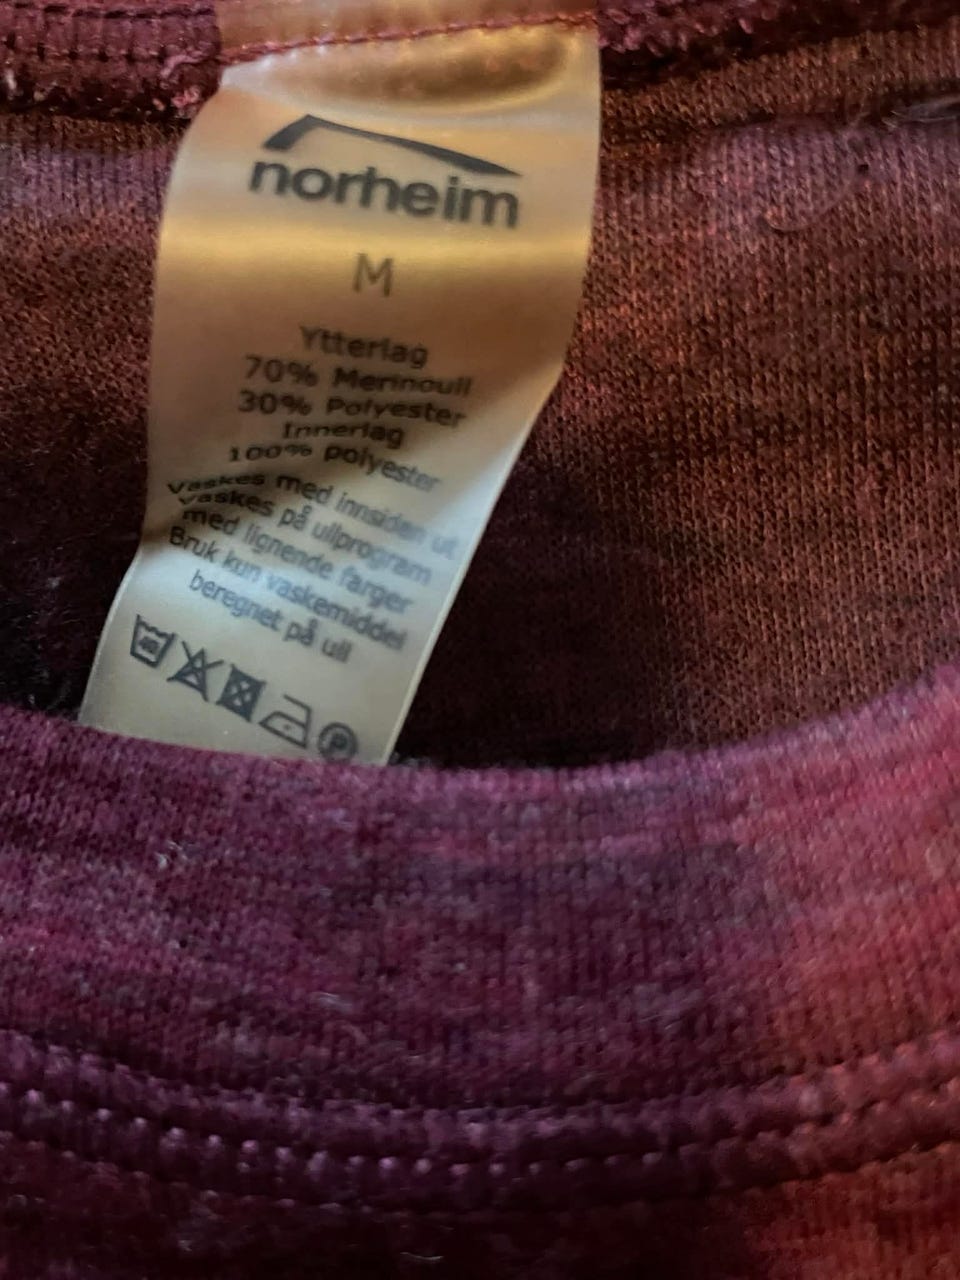 norheim
M
Ytterlag
70% Merinoull
30% Polyester
Innerlag
100% polyester
Vaskes med innsiden ut
Vaskes på ullprogram
med lignende farger
Bruk kun vaskemiddel
beregnet på ull
40
P